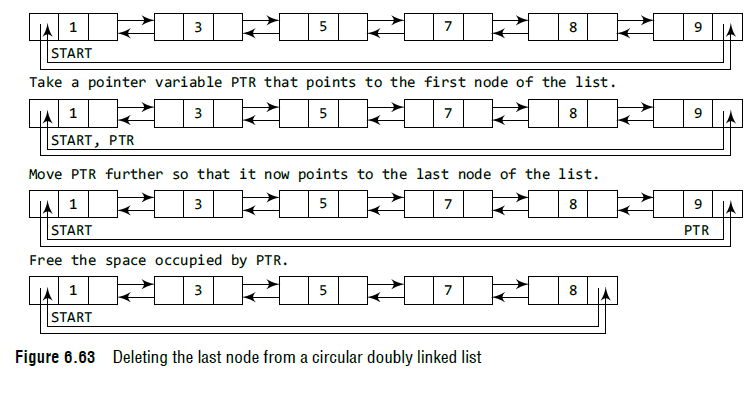 1 3 5 7 8 9
START
Take a pointer variable PTR that points to the first node of the list.
1 3 5 7 8 9
START, PTR
Move PTR further so that it now points to the last node of the list.
1 3 5 7 8 9
START PTR
Free the space occupied by PTR.
1 3 5 7 8
START
Figure 6.63 Deleting the last node from a circular doubly linked list